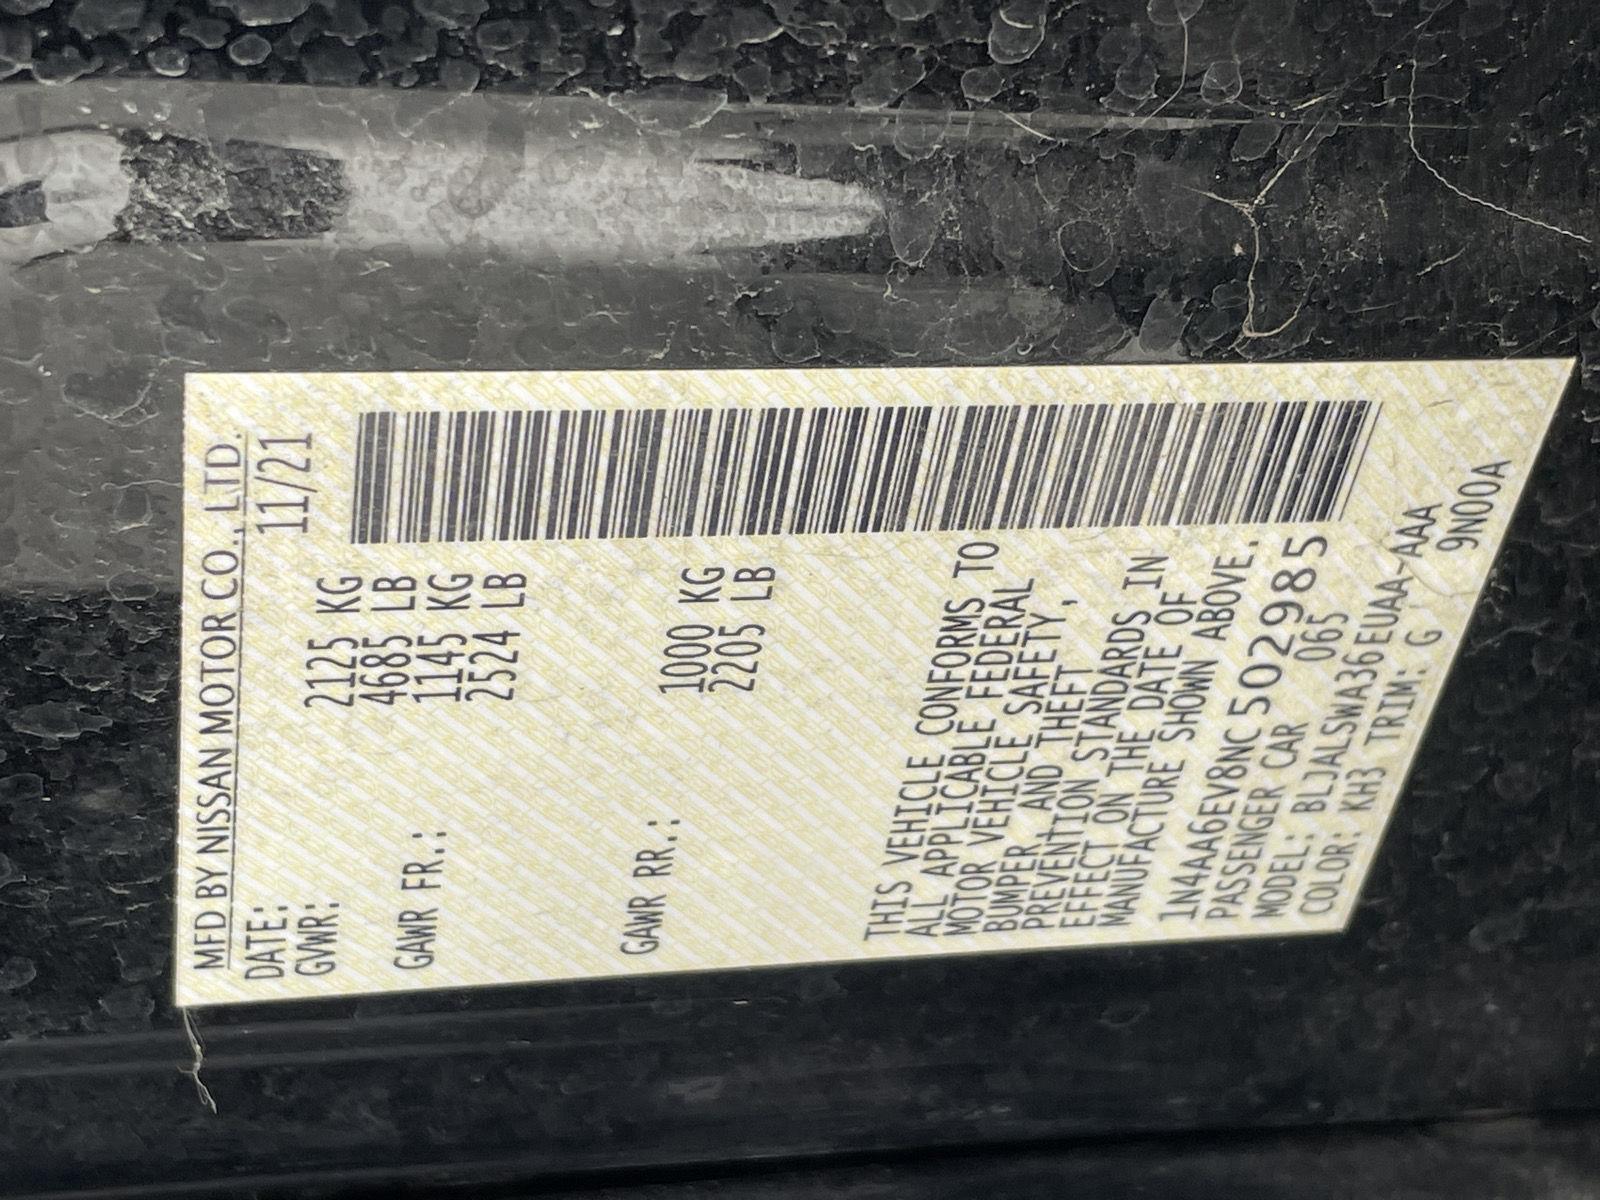 MFD BY NISSAN MOTOR CO., LTD.
DATE: 11/21
GVWR: 2125 KG
4685 LB
GAWR FR.: 1145 KG
2524 LB
GAWR RR.: 1000 KG
2205 LB
THIS VEHICLE CONFORMS TO
ALL APPLICABLE FEDERAL
MOTOR VEHICLE SAFETY,
BUMPER, AND THEFT
PREVENTION STANDARDS IN
EFFECT ON THE DATE OF
MANUFACTURE SHOWN ABOVE.
1N4AA6EV8NC502985
PASSENGER CAR 065
MODEL: BLJALSWA36EUAA-AAA
COLOR: KH3 TRIM: G 9N00A